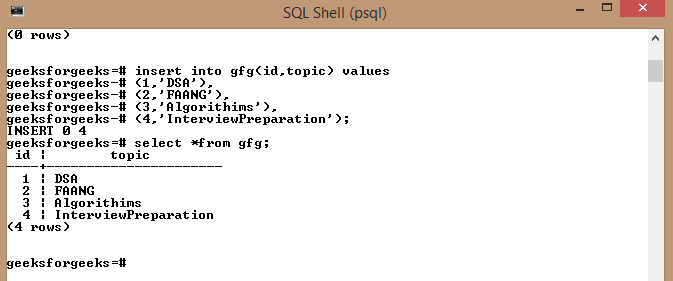 SQL Shell (psql)
(0 rows)
geeksforgeeks=# insert into gfg(id,topic) values
geeksforgeeks-# (1,'DSA'),
geeksforgeeks-# (2,'FAANG'),
geeksforgeeks-# (3,'Algorithims'),
geeksforgeeks-# (4,'InterviewPreparation');
INSERT 0 4
geeksforgeeks=# select *from gfg;
 id |        topic
----+----------------------
  1 | DSA
  2 | FAANG
  3 | Algorithims
  4 | InterviewPreparation
(4 rows)
geeksforgeeks=#